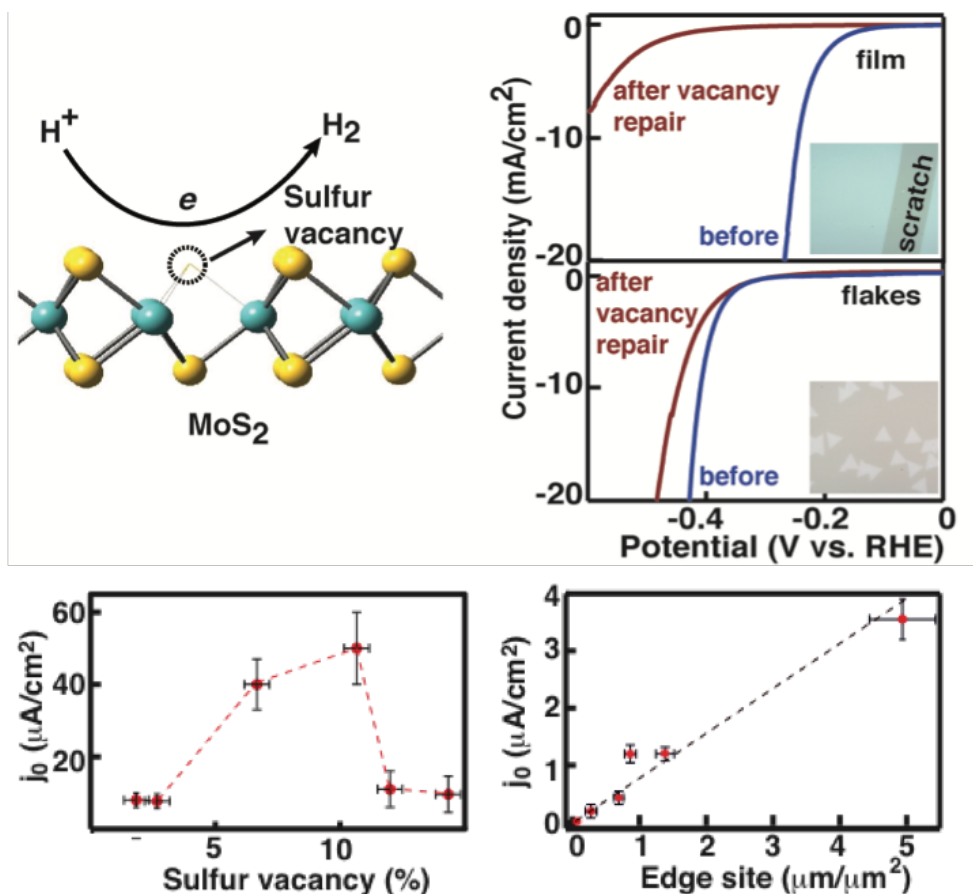 H+
H2
e
Sulfur
vacancy
MoS2
Current density (mA/cm2)
0
-10
-20
film
after vacancy
repair
before
scratch
0
-10
-20
flakes
after
vacancy
repair
before
-0.4
-0.2
0
Potential (V vs. RHE)
j0 (μA/cm2)
60
40
20
5
10
Sulfur vacancy (%)
j0 (μA/cm2)
4
3
2
1
0
0
1
2
3
4
5
Edge site (μm/μm2)